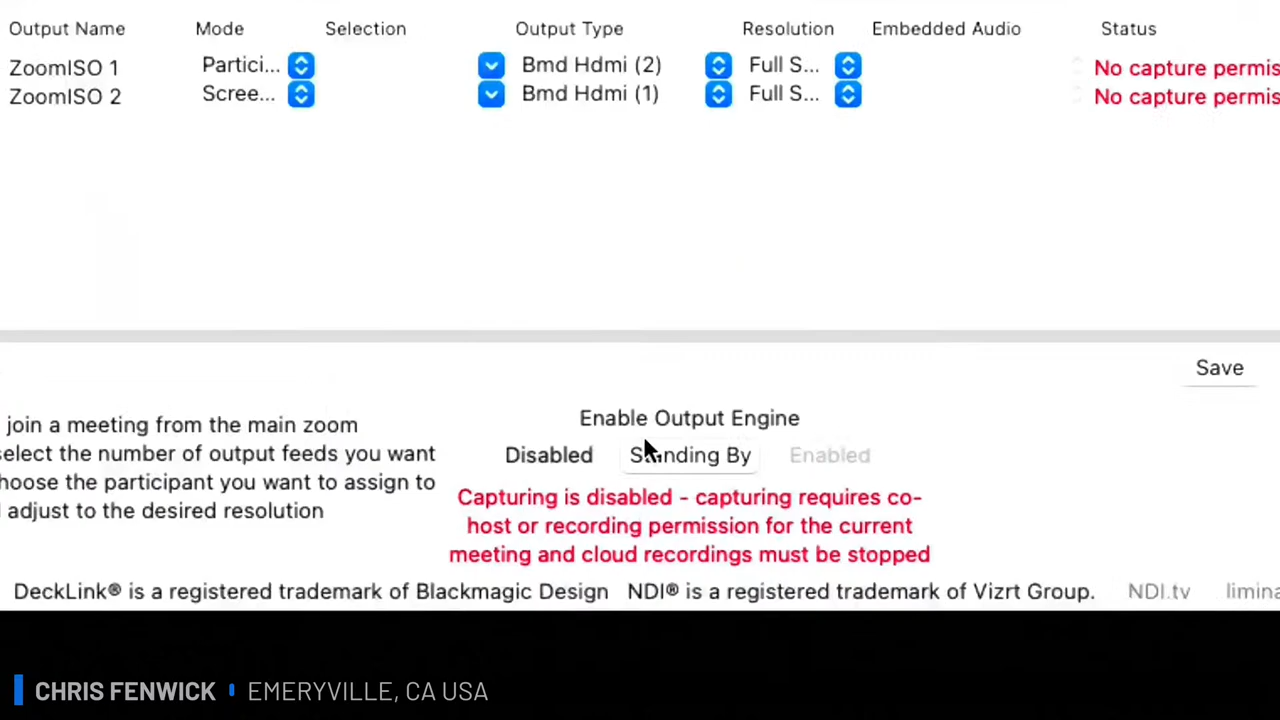 Output Name Mode Selection Output Type Resolution Embedded Audio Status
ZoomISO 1 Partici... Bmd Hdmi (2) Full S... No capture permis
ZoomISO 2 Scree... Bmd Hdmi (1) Full S... No capture permis
Save
Enable Output Engine
join a meeting from the main zoom
select the number of output feeds you want
hoose the participant you want to assign to
adjust to the desired resolution
Disabled Standing By Enabled
Capturing is disabled - capturing requires co-
host or recording permission for the current
meeting and cloud recordings must be stopped
DeckLink® is a registered trademark of Blackmagic Design NDI® is a registered trademark of Vizrt Group. NDI.tv limina
CHRIS FENWICK EMERYVILLE, CA USA